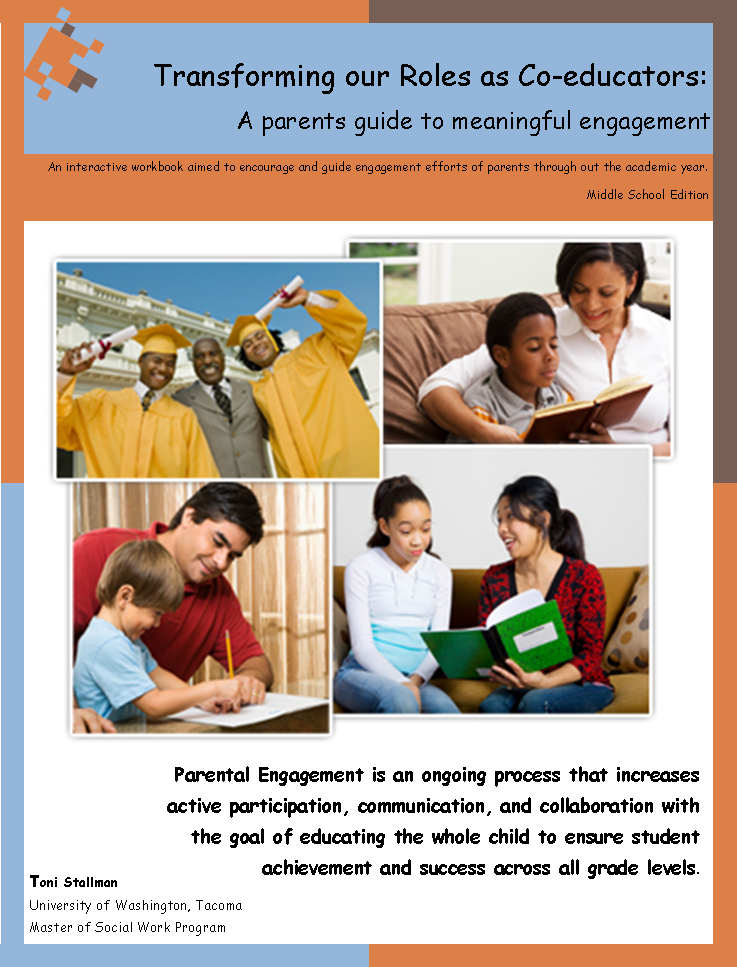 Transforming our Roles as Co-educators:
A parents guide to meaningful engagement
An interactive workbook aimed to encourage and guide engagement efforts of parents through out the academic year.
Middle School Edition
Parental Engagement is an ongoing process that increases
active participation, communication, and collaboration with
the goal of educating the whole child to ensure student
achievement and success across all grade levels.
Toni Stallman
University of Washington, Tacoma
Master of Social Work Program